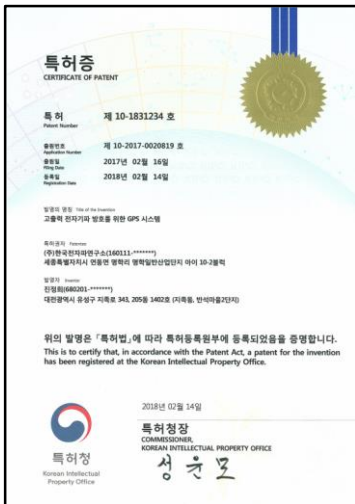 특허증
CERTIFICATE OF PATENT
특허 제 10-1831234 호
Patent Number
출원번호 제 10-2017-0020819 호
Application Number
출원일 2017년 02월 16일
Filing Date
등록일 2018년 02월 14일
Registration Date
발명의 명칭 Title of the Invention
고출력 전자기파 방호를 위한 GPS 시스템
특허권자 Patentee
(주)한국전자파연구소(160111-*******)
세종특별자치시 연동면 명학리 명학일반산업단지 아이 10-2블럭
발명자 Inventor
진정희(680201-*******)
대전광역시 유성구 지족로 343, 205동 1402호 (지족동, 반석마을2단지)
위의 발명은 「특허법」에 따라 특허등록원부에 등록되었음을 증명합니다.
This is to certify that, in accordance with the Patent Act, a patent for the invention
has been registered at the Korean Intellectual Property Office.
2018년 02월 14일
특허청장
COMMISSIONER,
KOREAN INTELLECTUAL PROPERTY OFFICE
성윤모
특허청
Korean Intellectual
Property Office